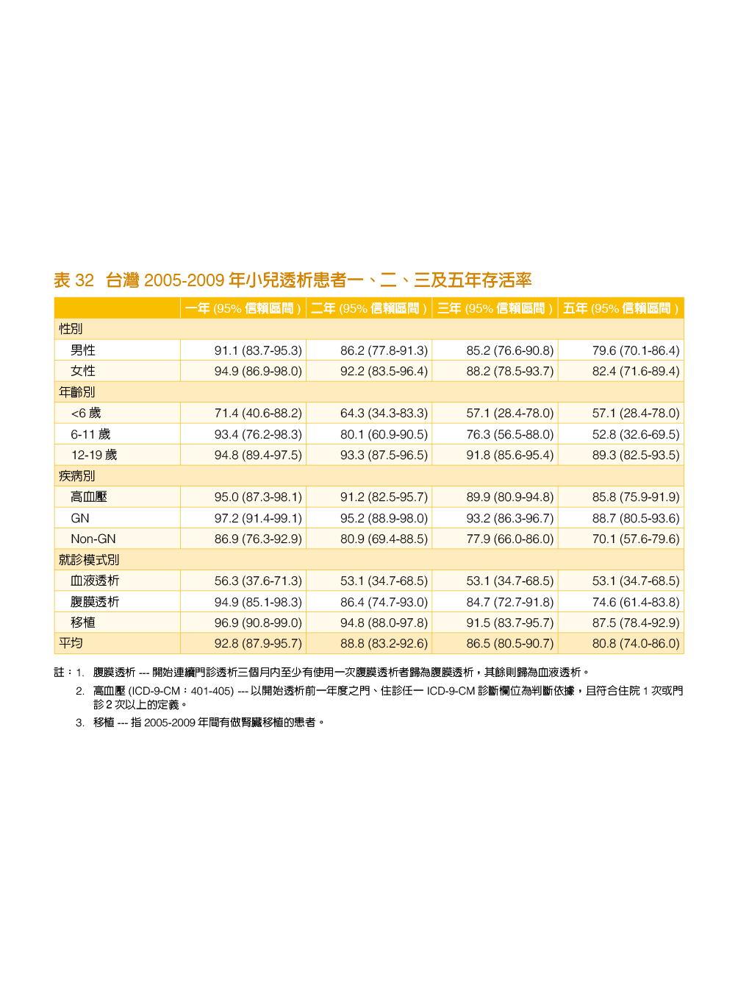 表 32 台灣 2005-2009 年小兒透析患者一、二、三及五年存活率
一年 (95% 信賴區間) 二年 (95% 信賴區間) 三年 (95% 信賴區間) 五年 (95% 信賴區間)
性別
男性 91.1 (83.7-95.3) 86.2 (77.8-91.3) 85.2 (76.6-90.8) 79.6 (70.1-86.4)
女性 94.9 (86.9-98.0) 92.2 (83.5-96.4) 88.2 (78.5-93.7) 82.4 (71.6-89.4)
年齡別
<6 歲 71.4 (40.6-88.2) 64.3 (34.3-83.3) 57.1 (28.4-78.0) 57.1 (28.4-78.0)
6-11 歲 93.4 (76.2-98.3) 80.1 (60.9-90.5) 76.3 (56.5-88.0) 52.8 (32.6-69.5)
12-19 歲 94.8 (89.4-97.5) 93.3 (87.5-96.5) 91.8 (85.6-95.4) 89.3 (82.5-93.5)
疾病別
高血壓 95.0 (87.3-98.1) 91.2 (82.5-95.7) 89.9 (80.9-94.8) 85.8 (75.9-91.9)
GN 97.2 (91.4-99.1) 95.2 (88.9-98.0) 93.2 (86.3-96.7) 88.7 (80.5-93.6)
Non-GN 86.9 (76.3-92.9) 80.9 (69.4-88.5) 77.9 (66.0-86.0) 70.1 (57.6-79.6)
就診模式別
血液透析 56.3 (37.6-71.3) 53.1 (34.7-68.5) 53.1 (34.7-68.5) 53.1 (34.7-68.5)
腹膜透析 94.9 (85.1-98.3) 86.4 (74.7-93.0) 84.7 (72.7-91.8) 74.6 (61.4-83.8)
移植 96.9 (90.8-99.0) 94.8 (88.0-97.8) 91.5 (83.7-95.7) 87.5 (78.4-92.9)
平均 92.8 (87.9-95.7) 88.8 (83.2-92.6) 86.5 (80.5-90.7) 80.8 (74.0-86.0)
註：1. 腹膜透析 --- 開始連續門診透析三個月內至少有使用一次腹膜透析者歸為腹膜透析，其餘則歸為血液透析。
2. 高血壓 (ICD-9-CM：401-405) --- 以開始透析前一年度之門、住診任一 ICD-9-CM 診斷欄位為判斷依據，且符合住院 1 次或門
診 2 次以上的定義。
3. 移植 --- 指 2005-2009 年間有做腎臟移植的患者。